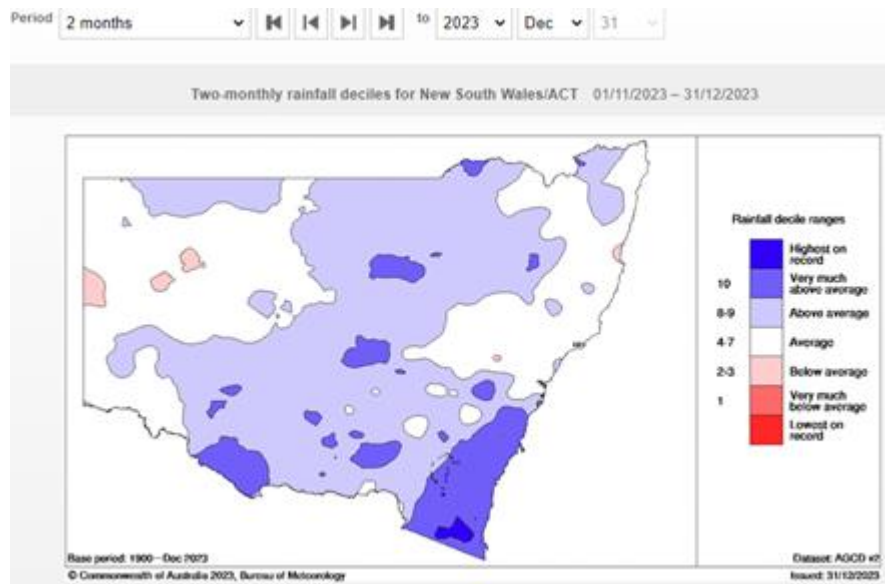 Period 2 months to 2023 Dec 31
Two-monthly rainfall deciles for New South Wales/ACT 01/11/2023 – 31/12/2023
Rainfall decile ranges
Highest on
record
10 Very much
above average
8-9 Above average
4-7 Average
2-3 Below average
1 Very much
below average
Lowest on
record
Base period: 1900–Dec 2023 Dataset: AGCD v2
© Commonwealth of Australia 2023, Bureau of Meteorology Issued: 31/12/2023